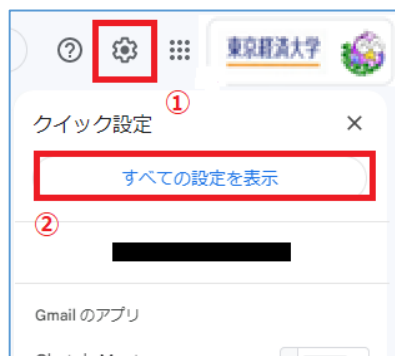 東京経済大学
①
クイック設定
すべての設定を表示
②
Gmail のアプリ